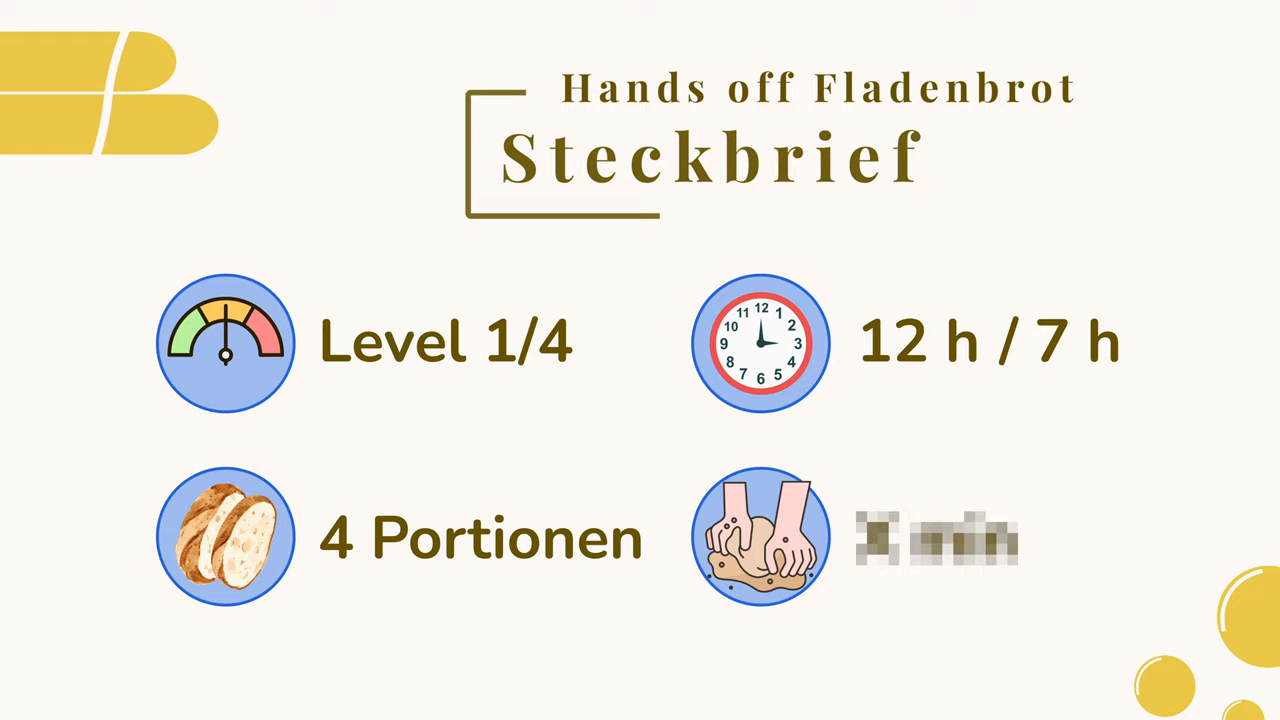 Hands off Fladenbrot
Steckbrief
Level 1/4
12 h / 7 h
4 Portionen